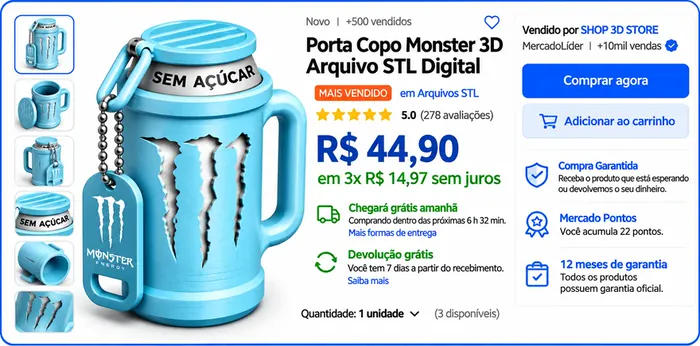 SEM AÇÚCAR
MONSTER
ENERGY
SEM AÇÚCAR
Novo | +500 vendidos
Porta Copo Monster 3D
Arquivo STL Digital
MAIS VENDIDO em Arquivos STL
5.0 (278 avaliações)
R$ 44,90
em 3x R$ 14,97 sem juros
Chegará grátis amanhã
Comprando dentro das próximas 6 h 32 min.
Mais formas de entrega
Devolução grátis
Você tem 7 dias a partir do recebimento.
Saiba mais
Quantidade: 1 unidade (3 disponíveis)
Vendido por SHOP 3D STORE
MercadoLíder | +10mil vendas
Comprar agora
Adicionar ao carrinho
Compra Garantida
Receba o produto que está esperando
ou devolvemos o seu dinheiro.
Mercado Pontos
Você acumula 22 pontos.
12 meses de garantia
Todos os produtos
possuem garantia oficial.